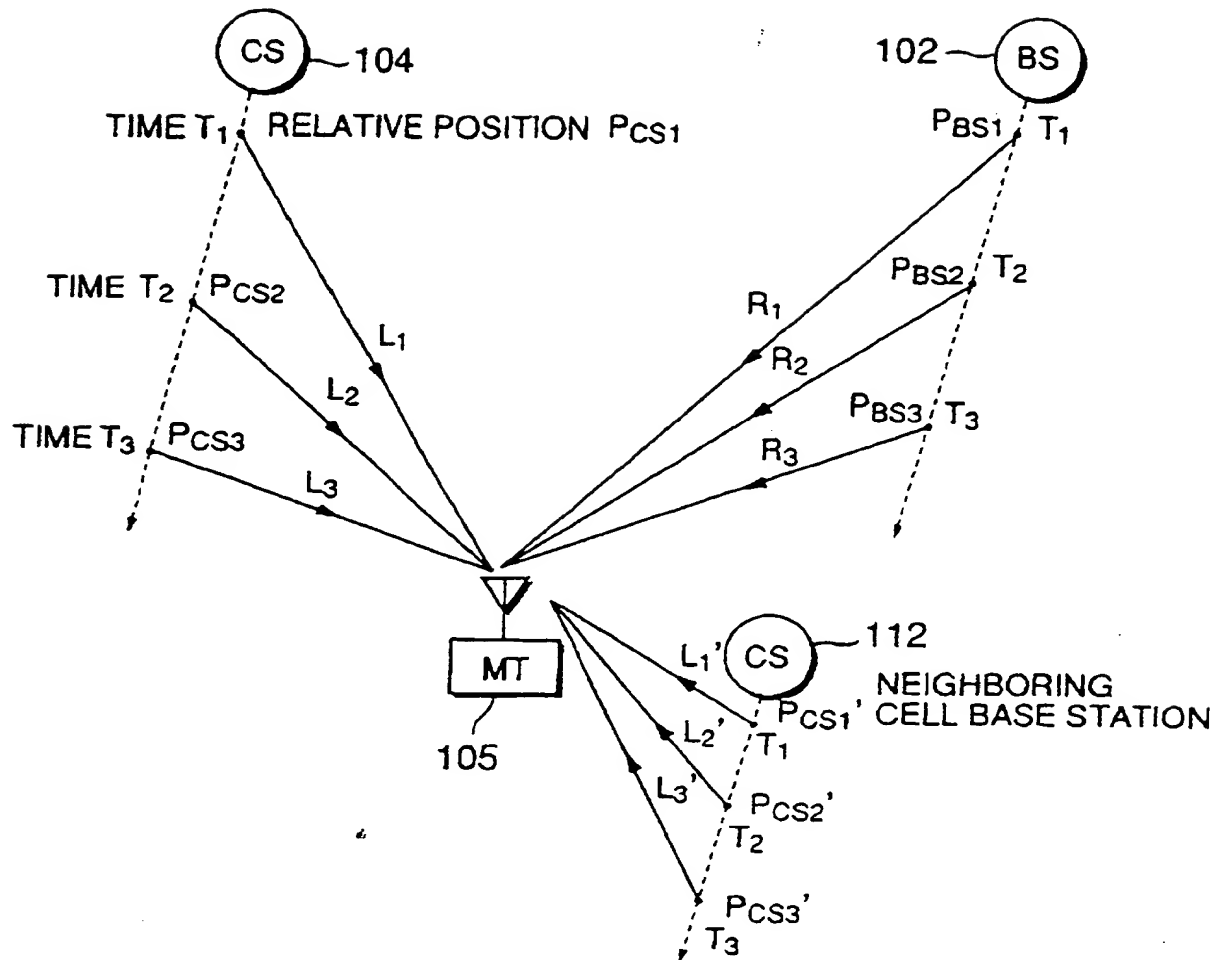 CS 104
102 BS
TIME T1 RELATIVE POSITION PCS1
PBS1 T1
TIME T2 PCS2
PBS2 T2
L1
R1
L2
R2
TIME T3 PCS3
PBS3 T3
L3
R3
MT
105
CS 112
NEIGHBORING
CELL BASE STATION
L1' PCS1'
T1
L2'
L3'
PCS2'
T2
PCS3'
T3